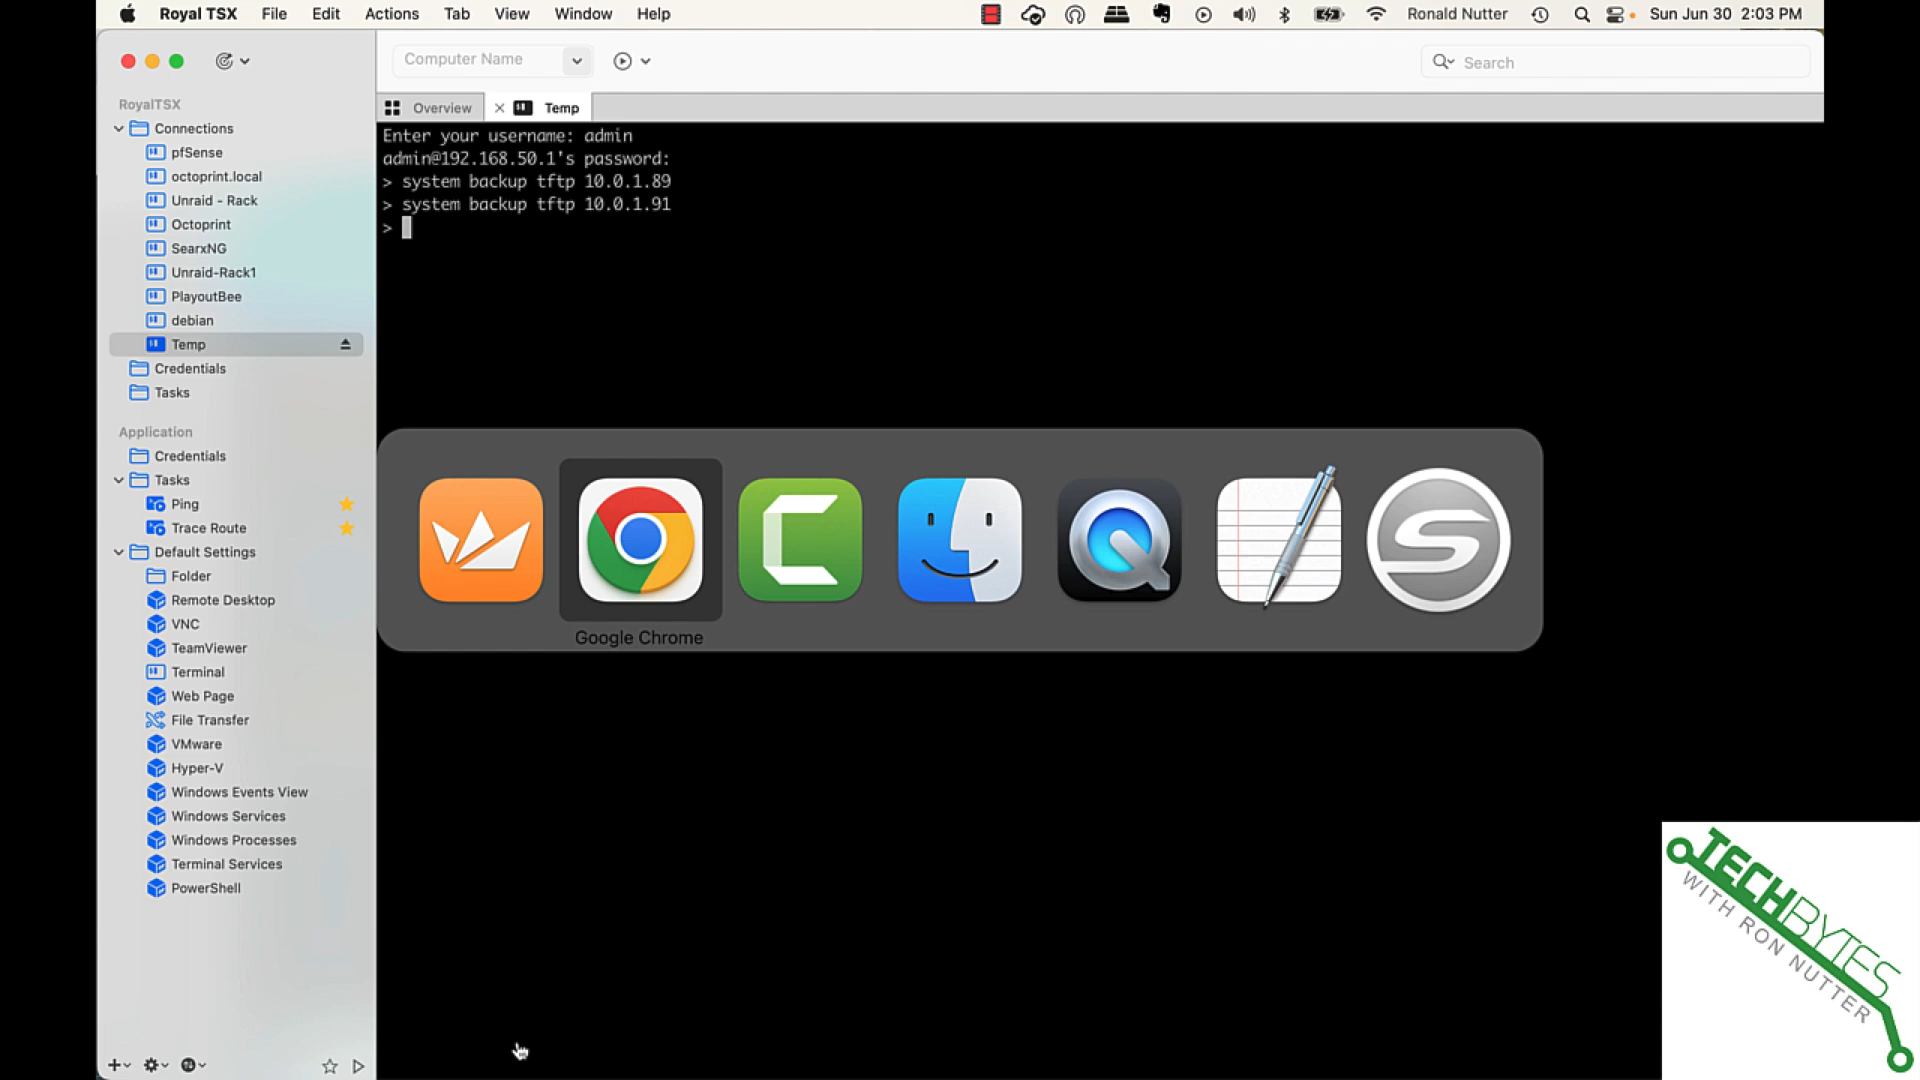 Royal TSX File Edit Actions Tab View Window Help Ronald Nutter Sun Jun 30 2:03 PM
Computer Name
Search
RoyalTSX
Connections
pfSense
octoprint.local
Unraid - Rack
Octoprint
SearxNG
Unraid-Rack1
PlayoutBee
debian
Temp
Credentials
Tasks
Application
Credentials
Tasks
Ping
Trace Route
Default Settings
Folder
Remote Desktop
VNC
TeamViewer
Terminal
Web Page
File Transfer
VMware
Hyper-V
Windows Events View
Windows Services
Windows Processes
Terminal Services
PowerShell
Overview Temp
Enter your username: admin
admin@192.168.50.1's password:
> system backup tftp 10.0.1.89
> system backup tftp 10.0.1.91
>
Google Chrome
TECHBYTES
WITH RON NUTTER